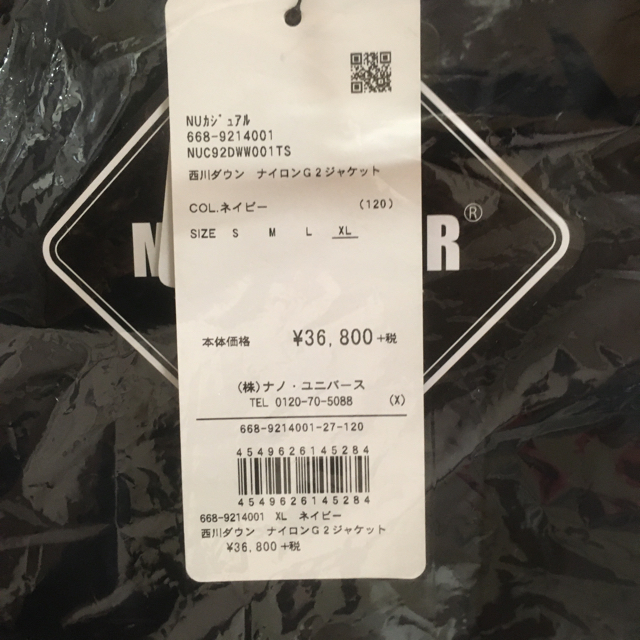 NUｶｼﾞｭｱﾙ
668-9214001
NUC92DWW001TS
西川ダウン　ナイロンG2ジャケット
COL.ネイビー (120)
SIZE S M L XL
R®
本体価格 ¥36,800+税
(株)ナノ・ユニバース
TEL 0120-70-5088 (X)
668-9214001-27-120
4549626145284
4549626145284
668-9214001 XL ネイビー
西川ダウン　ナイロンG2ジャケット
¥36,800+税